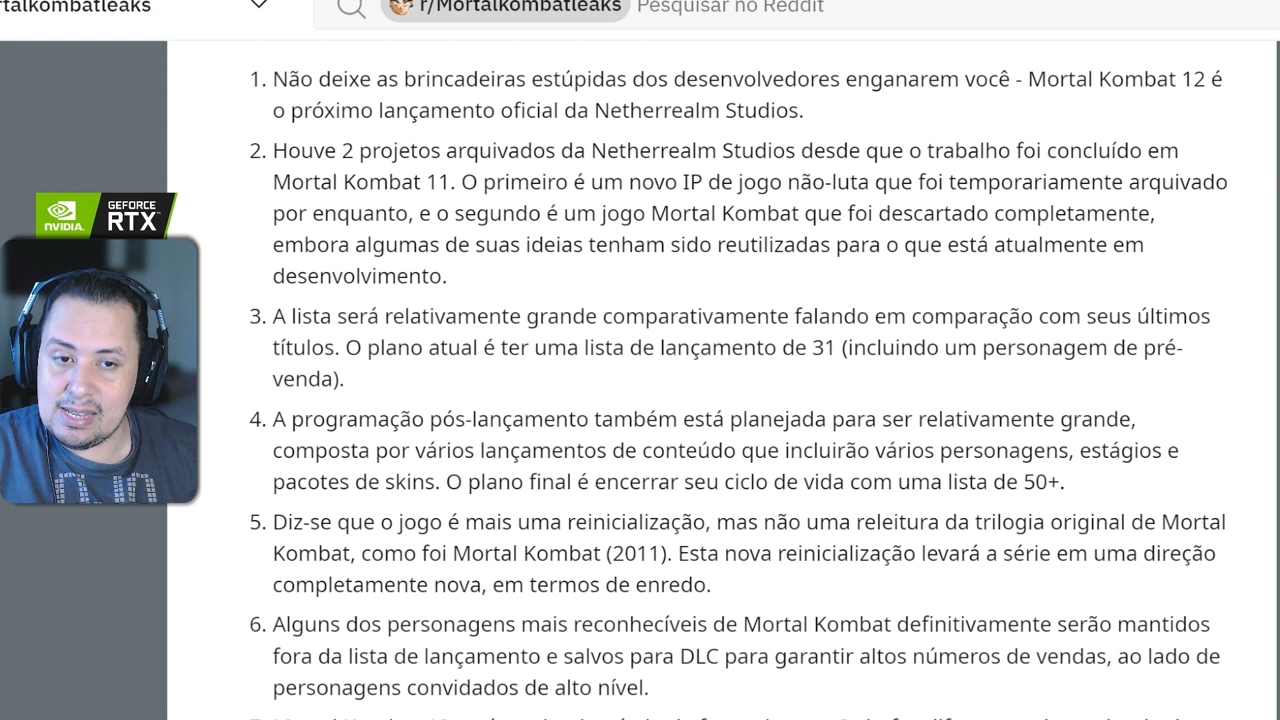 rtalkombatleaks
r/Mortalkombatleaks Pesquisar no Reddit
1. Não deixe as brincadeiras estúpidas dos desenvolvedores enganarem você - Mortal Kombat 12 é
o próximo lançamento oficial da Netherrealm Studios.
2. Houve 2 projetos arquivados da Netherrealm Studios desde que o trabalho foi concluído em
Mortal Kombat 11. O primeiro é um novo IP de jogo não-luta que foi temporariamente arquivado
por enquanto, e o segundo é um jogo Mortal Kombat que foi descartado completamente,
embora algumas de suas ideias tenham sido reutilizadas para o que está atualmente em
desenvolvimento.
3. A lista será relativamente grande comparativamente falando em comparação com seus últimos
títulos. O plano atual é ter uma lista de lançamento de 31 (incluindo um personagem de pré-
venda).
4. A programação pós-lançamento também está planejada para ser relativamente grande,
composta por vários lançamentos de conteúdo que incluirão vários personagens, estágios e
pacotes de skins. O plano final é encerrar seu ciclo de vida com uma lista de 50+.
5. Diz-se que o jogo é mais uma reinicialização, mas não uma releitura da trilogia original de Mortal
Kombat, como foi Mortal Kombat (2011). Esta nova reinicialização levará a série em uma direção
completamente nova, em termos de enredo.
6. Alguns dos personagens mais reconhecíveis de Mortal Kombat definitivamente serão mantidos
fora da lista de lançamento e salvos para DLC para garantir altos números de vendas, ao lado de
personagens convidados de alto nível.
NVIDIA.
GEFORCE
RTX